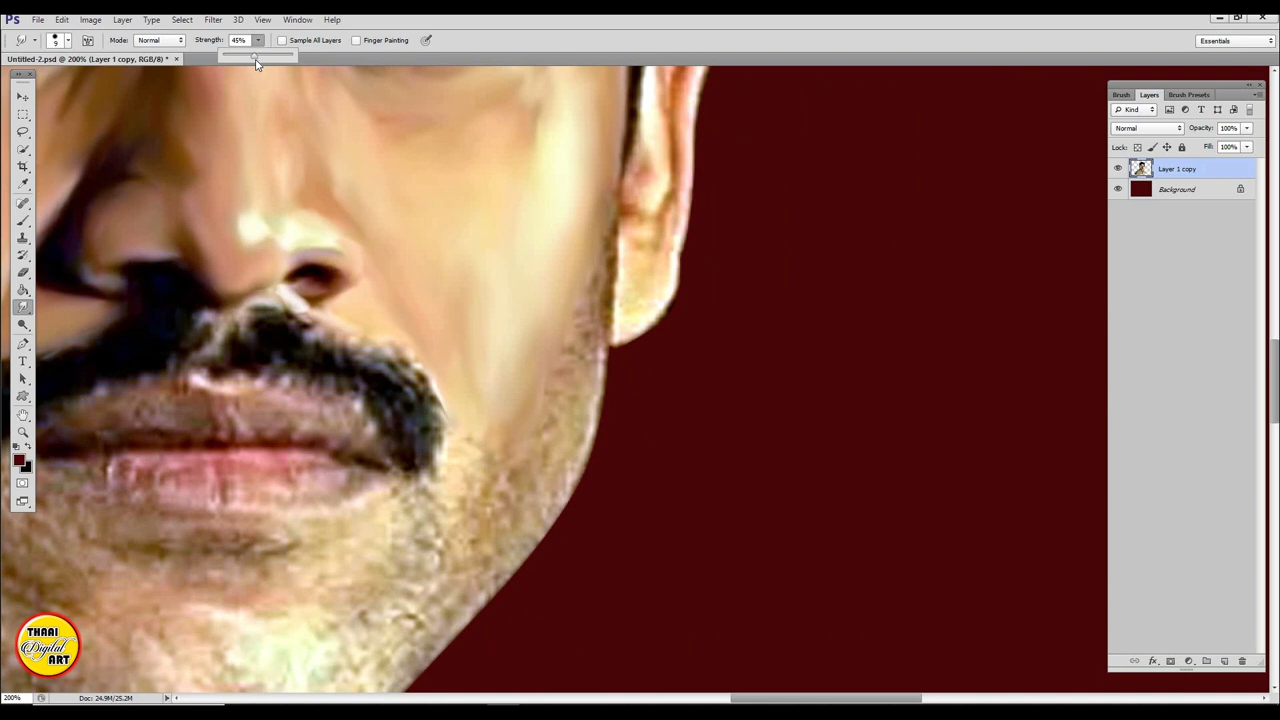 Ps File Edit Image Layer Type Select Filter 3D View Window Help
9 Mode: Normal Strength: 45% Sample All Layers Finger Painting Essentials
Untitled-2.psd @ 200% (Layer 1 copy, RGB/8) *
Brush Layers Brush Presets
Kind
Normal Opacity: 100%
Lock: Fill: 100%
Layer 1 copy
Background
THAAI
Digital
ART
200% Doc: 24.9M/25.2M